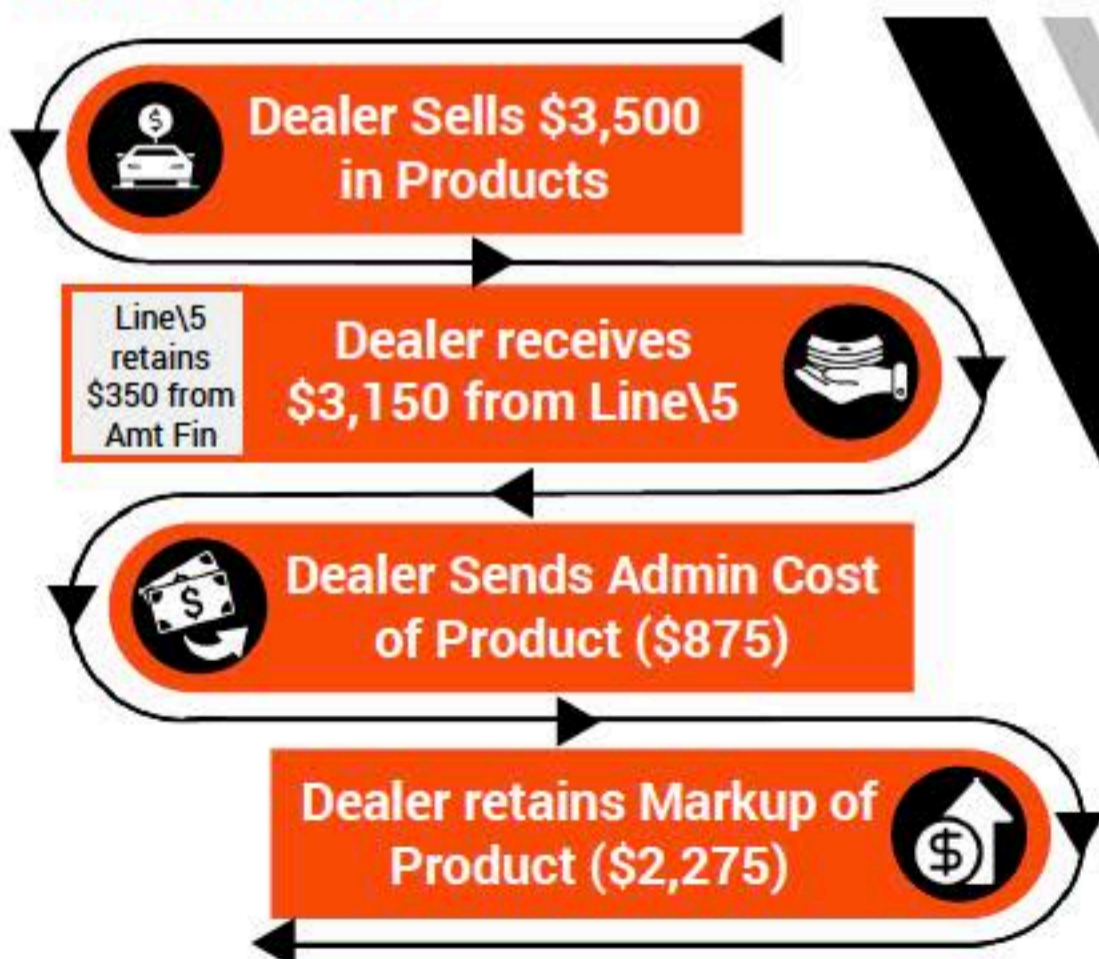 Dealer Sells $3,500
in Products
Line\5
retains
$350 from
Amt Fin
Dealer receives
$3,150 from Line\5
Dealer Sends Admin Cost
of Product ($875)
Dealer retains Markup of
Product ($2,275)